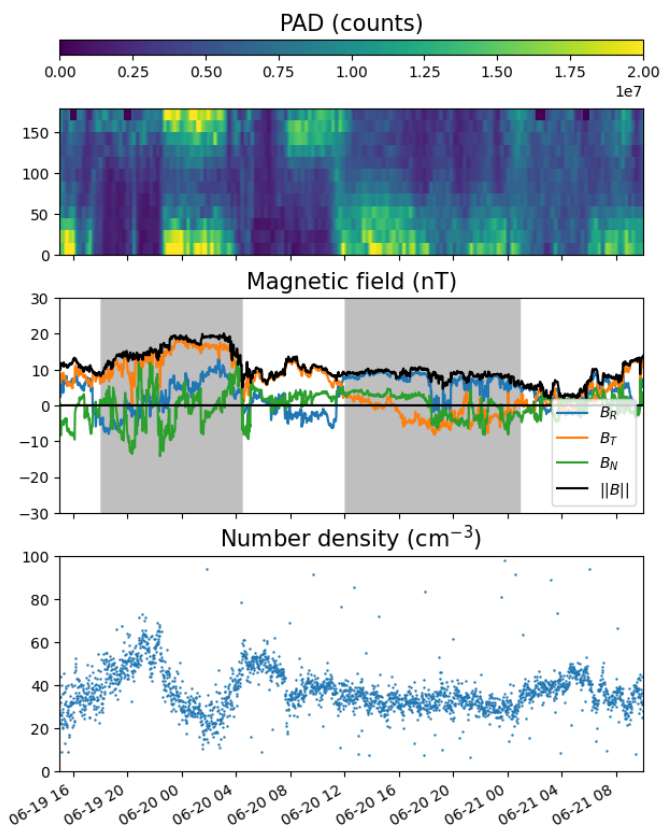 PAD (counts)
0.00 0.25 0.50 0.75 1.00 1.25 1.50 1.75 2.00
1e7
150
100
50
0
Magnetic field (nT)
30
20
10
0
−10
−20
−30
B_R
B_T
B_N
||B||
Number density (cm⁻³)
100
80
60
40
20
0
06-19 16 06-19 20 06-20 00 06-20 04 06-20 08 06-20 12 06-20 16 06-20 20 06-21 00 06-21 04 06-21 08